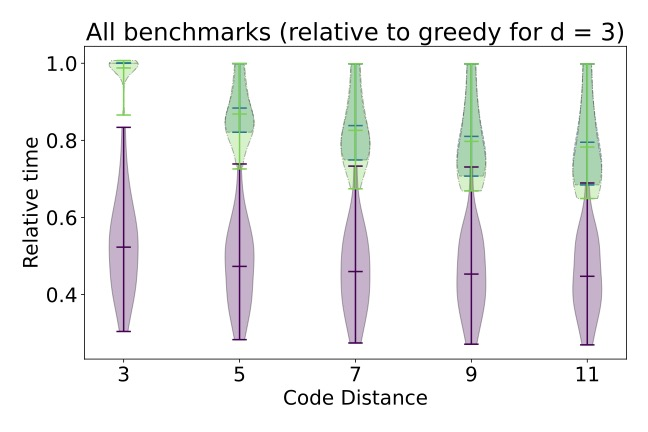 All benchmarks (relative to greedy for d = 3)
1.0
0.8
0.6
0.4
Relative time
3 5 7 9 11
Code Distance